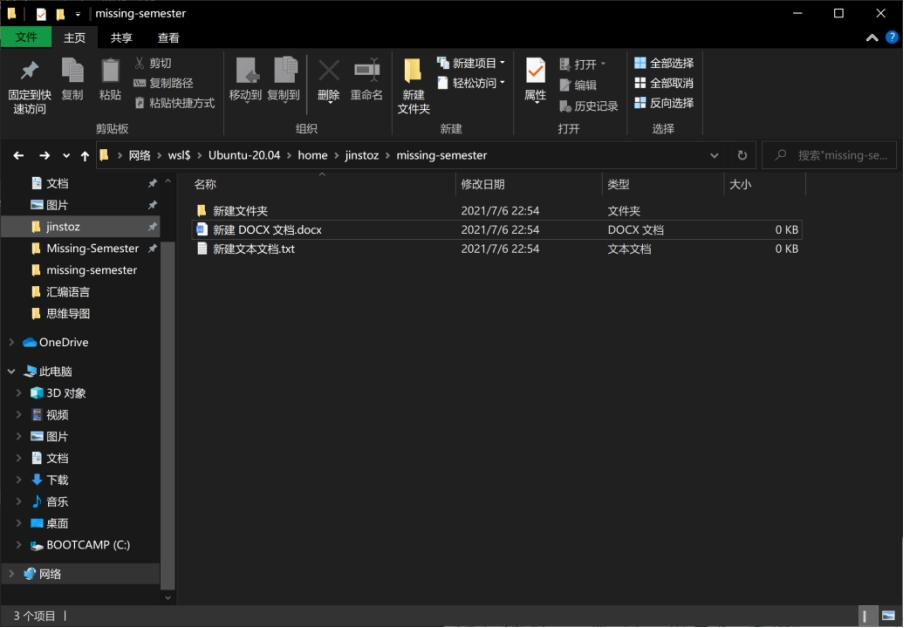 missing-semester
文件 主页 共享 查看
固定到快速访问
复制
粘贴
剪切
复制路径
粘贴快捷方式
剪贴板
移动到
复制到
删除
重命名
组织
新建
文件夹
新建项目
轻松访问
新建
属性
打开
编辑
历史记录
打开
全部选择
全部取消
反向选择
选择
网络 wsl$ Ubuntu-20.04 home jinstoz missing-semester
搜索"missing-se...
名称 修改日期 类型 大小
新建文件夹 2021/7/6 22:54 文件夹
新建 DOCX 文档.docx 2021/7/6 22:54 DOCX 文档 0 KB
新建文本文档.txt 2021/7/6 22:54 文本文档 0 KB
文档
图片
jinstoz
Missing-Semester
missing-semester
汇编语言
思维导图
OneDrive
此电脑
3D 对象
视频
图片
文档
下载
音乐
桌面
BOOTCAMP (C:)
网络
3 个项目